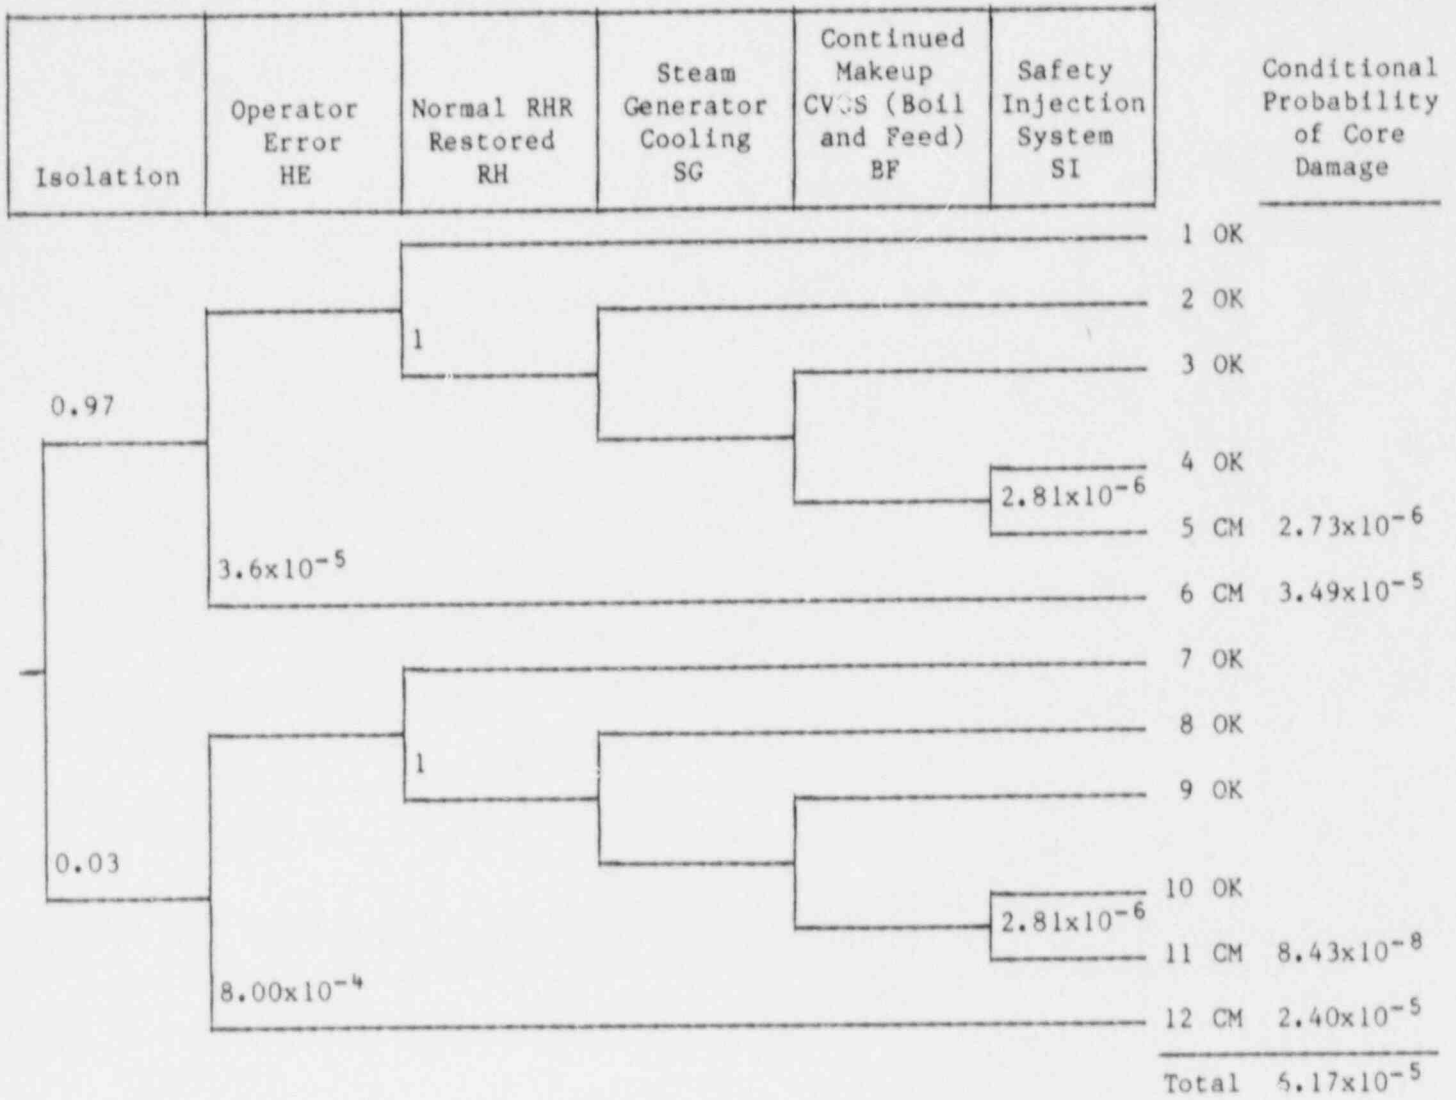 Isolation
Operator
Error
HE
Normal RHR
Restored
RH
Steam
Generator
Cooling
SG
Continued
Makeup
CVCS (Boil
and Feed)
BF
Safety
Injection
System
SI
Conditional
Probability
of Core
Damage
1 OK
2 OK
1
3 OK
0.97
4 OK
2.81x10⁻⁶
5 CM 2.73x10⁻⁶
3.6x10⁻⁵
6 CM 3.49x10⁻⁵
7 OK
8 OK
1
9 OK
0.03
10 OK
2.81x10⁻⁶
11 CM 8.43x10⁻⁸
8.00x10⁻⁴
12 CM 2.40x10⁻⁵
Total 6.17x10⁻⁵